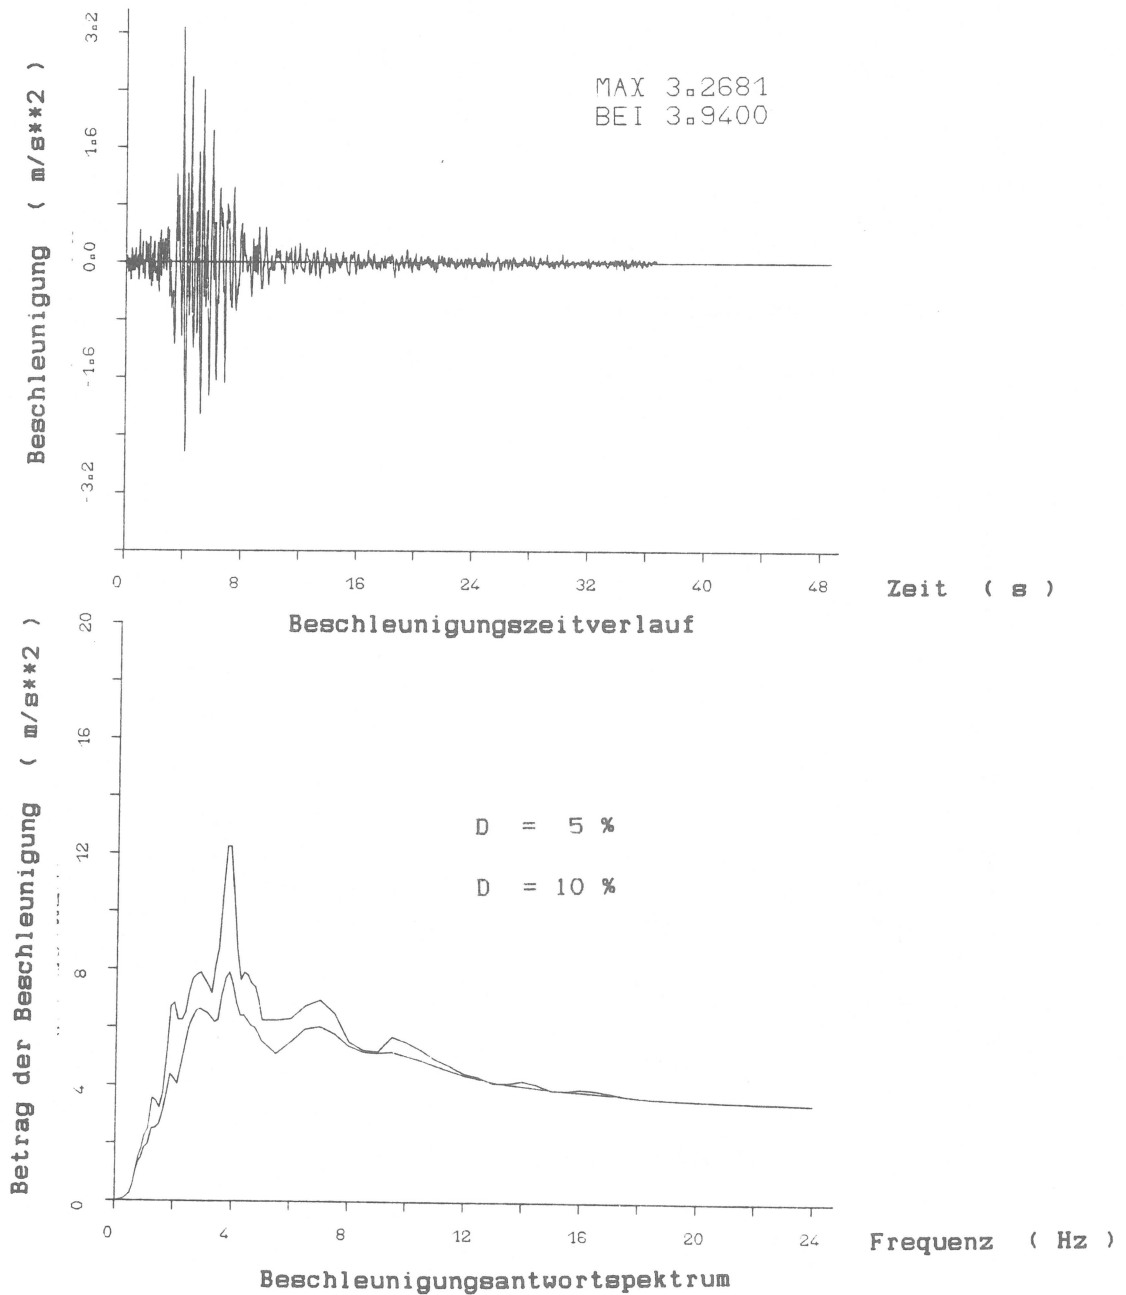 Beschleunigung ( m/s**2 )
3.2
1.6
0.0
-1.6
-3.2
MAX 3.2681
BEI 3.9400
0 8 16 24 32 40 48
Zeit ( s )
Beschleunigungszeitverlauf
Betrag der Beschleunigung ( m/s**2 )
20
16
12
8
4
0
D = 5 %
D = 10 %
0 4 8 12 16 20 24
Frequenz ( Hz )
Beschleunigungsantwortspektrum